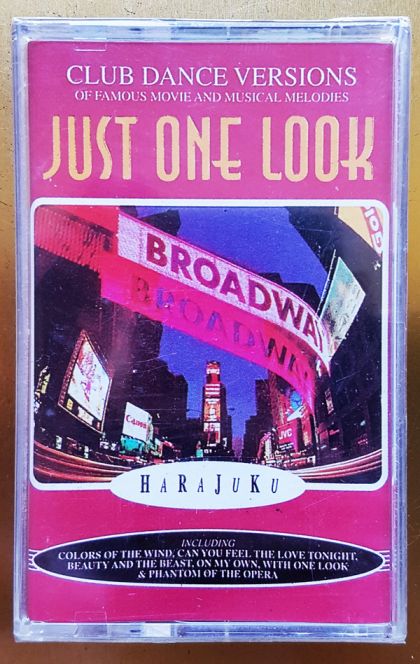 CLUB DANCE VERSIONS
OF FAMOUS MOVIE AND MUSICAL MELODIES
JUST ONE LOOK
BROADWAY
BROADWAY
Canon
JVC
HARAJUKU
INCLUDING
COLORS OF THE WIND, CAN YOU FEEL THE LOVE TONIGHT,
BEAUTY AND THE BEAST, ON MY OWN, WITH ONE LOOK
& PHANTOM OF THE OPERA